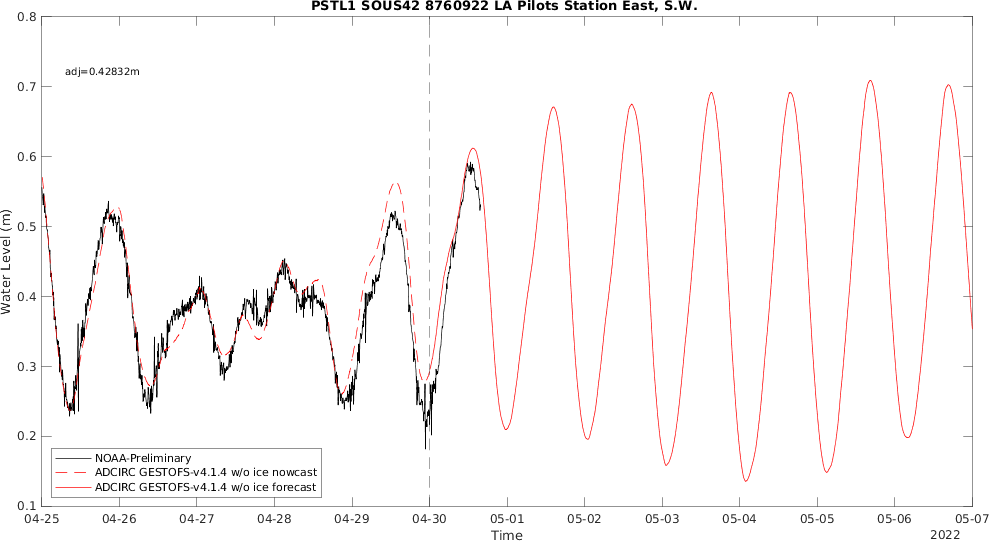 PSTL1 SOUS42 8760922 LA Pilots Station East, S.W.
0.8
0.7
0.6
0.5
0.4
0.3
0.2
0.1
Water Level (m)
adj=0.42832m
NOAA-Preliminary
ADCIRC GESTOFS-v4.1.4 w/o ice nowcast
ADCIRC GESTOFS-v4.1.4 w/o ice forecast
04-25 04-26 04-27 04-28 04-29 04-30 05-01 05-02 05-03 05-04 05-05 05-06 05-07
Time
2022